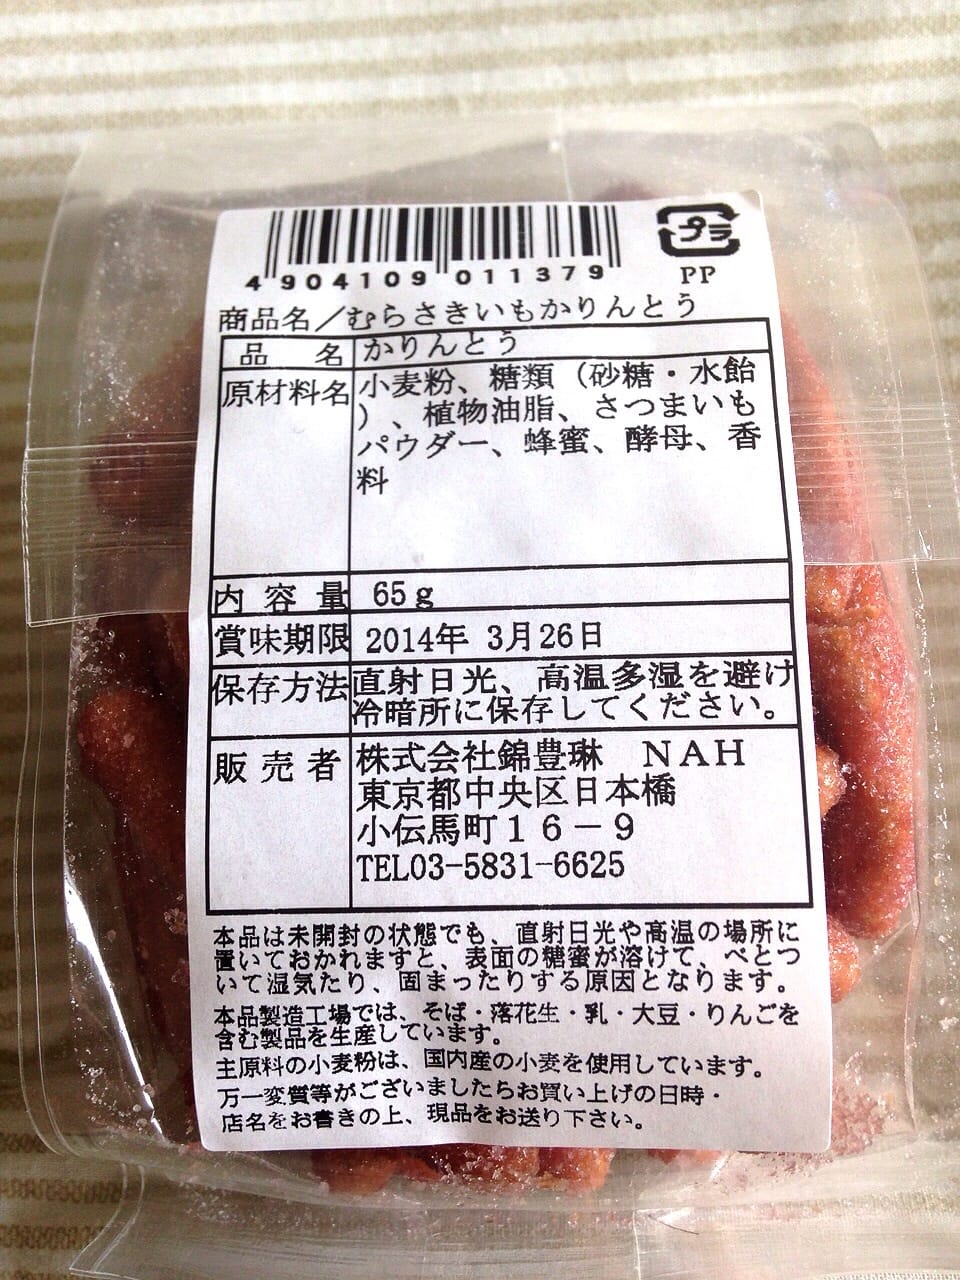 4 904109 011379
プラ
PP
商品名／むらさきいもかりんとう
品名 かりんとう
原材料名 小麦粉、糖類（砂糖・水飴
）、植物油脂、さつまいも
パウダー、蜂蜜、酵母、香
料
内容量 65g
賞味期限 2014年 3月26日
保存方法 直射日光、高温多湿を避け
冷暗所に保存してください。
販売者 株式会社錦豊琳 NAH
東京都中央区日本橋
小伝馬町１６－９
TEL03-5831-6625
本品は未開封の状態でも、直射日光や高温の場所に
置いておかれますと、表面の糖蜜が溶けて、べとつ
いて湿気たり、固まったりする原因となります。
本品製造工場では、そば・落花生・乳・大豆・りんごを
含む製品を生産しています。
主原料の小麦粉は、国内産の小麦を使用しています。
万一変質等がございましたらお買い上げの日時・
店名をお書きの上、現品をお送り下さい。